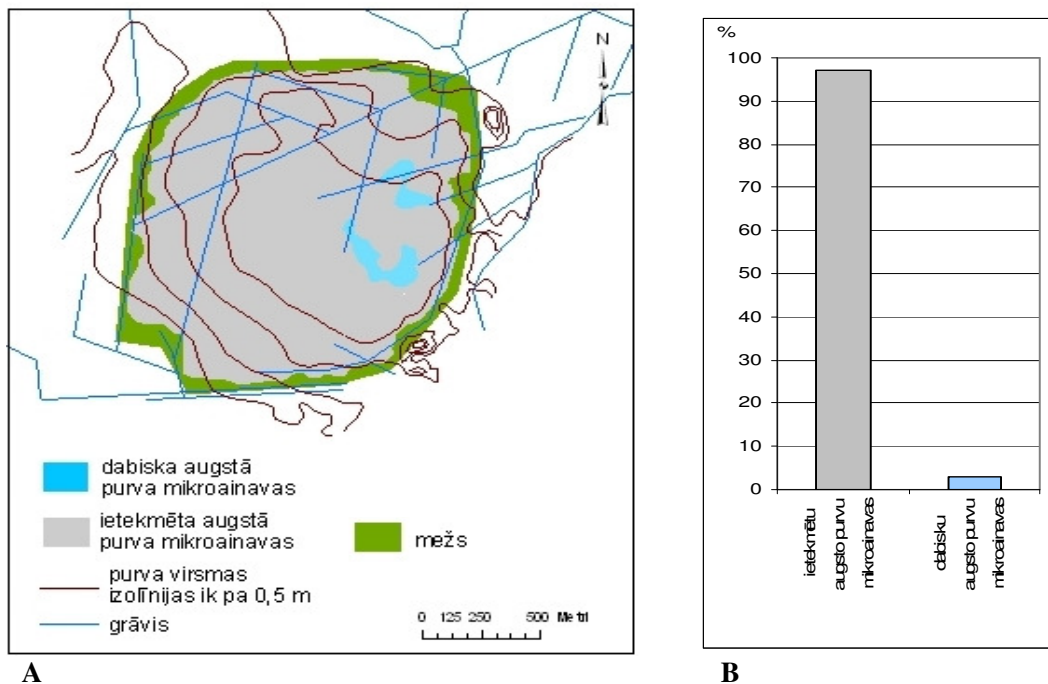 N
dabiska augstā
purva mikroainavas
ietekmēta augstā
purva mikroainavas
mežs
purva virsmas
izolīnijas ik pa 0,5 m
grāvis
0 125 250 500 Metri
A
%
100
90
80
70
60
50
40
30
20
10
0
ietekmētu
augsto purvu
mikroainavas
dabisku
augsto purvu
mikroainavas
B